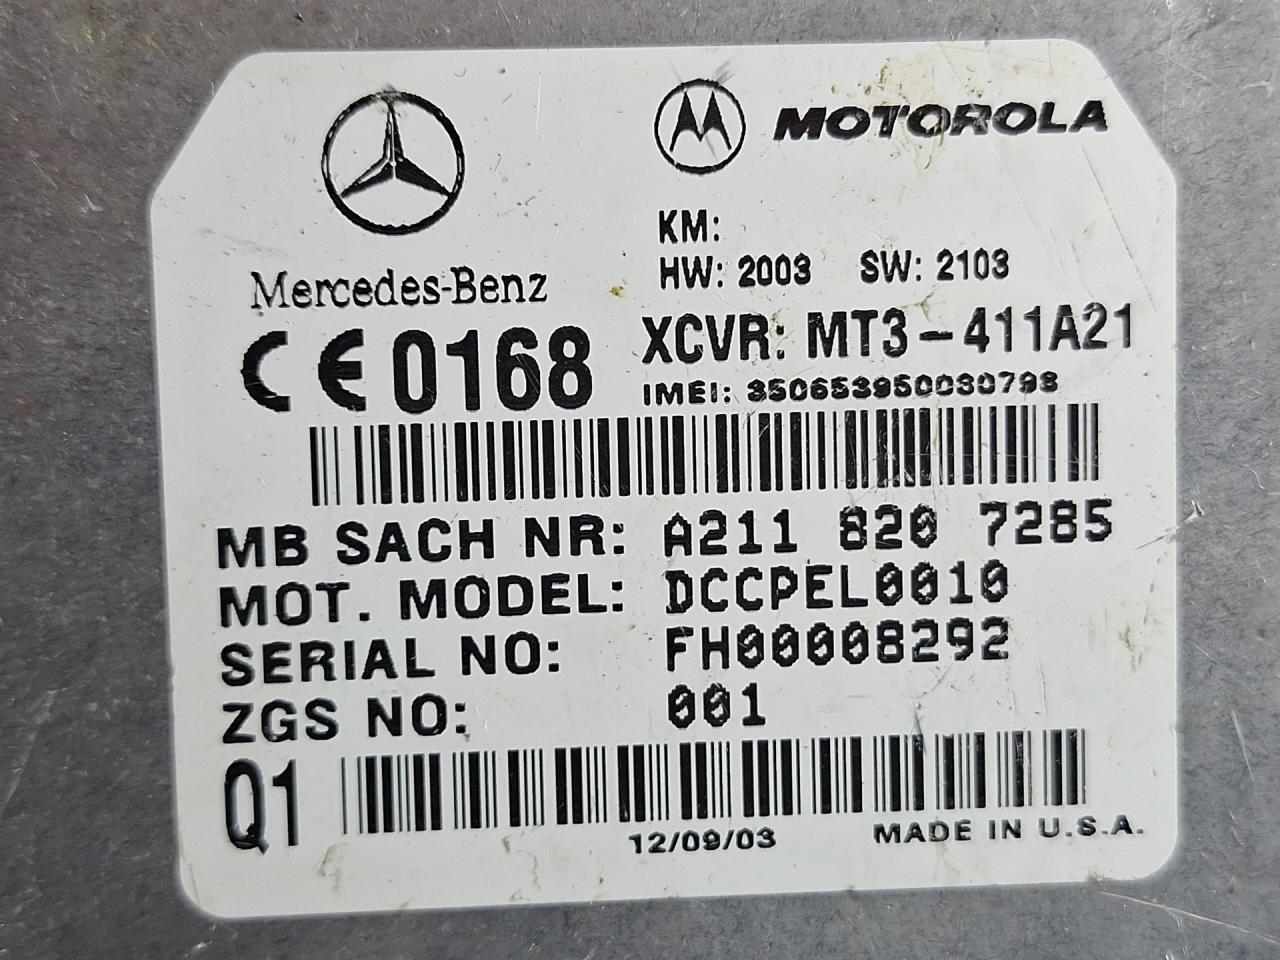 MOTOROLA
Mercedes-Benz
KM:
HW: 2003 SW: 2103
CE 0168
XCVR: MT3-411A21
IMEI: 350653950030798
MB SACH NR: A211 820 7285
MOT. MODEL: DCCPEL0010
SERIAL NO: FH00008292
ZGS NO: 001
Q1
12/09/03
MADE IN U.S.A.